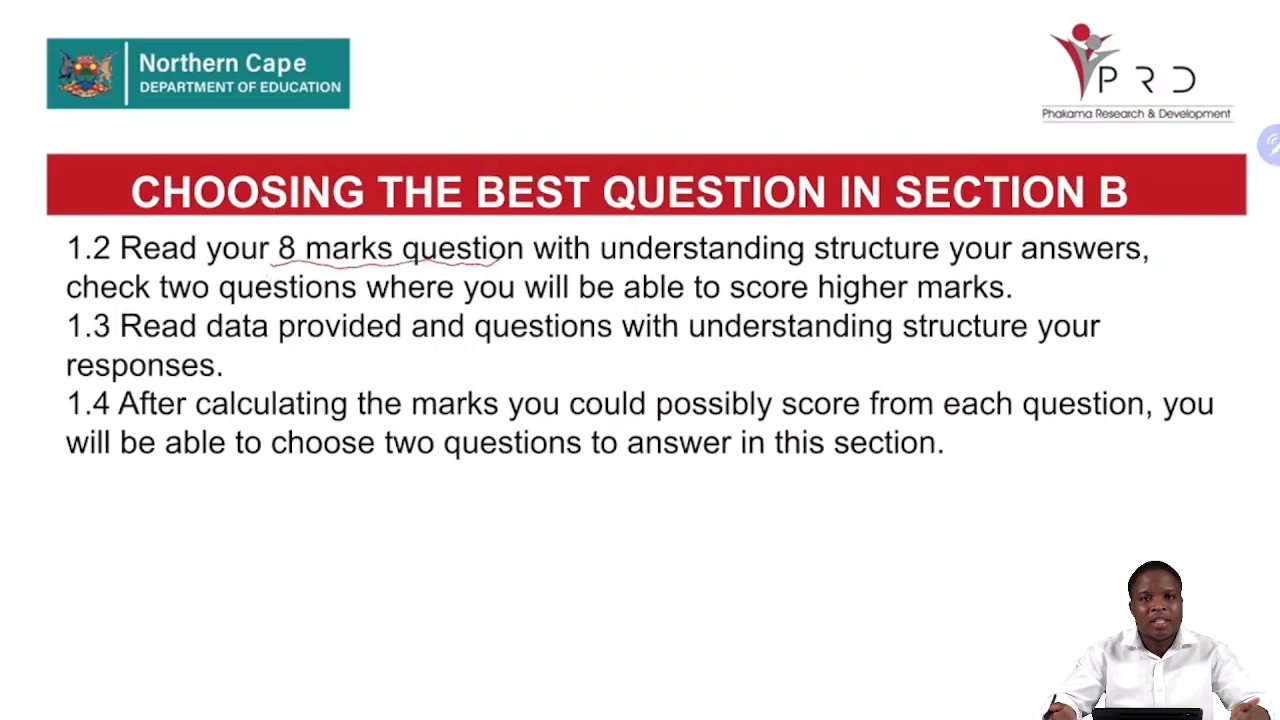 Northern Cape
DEPARTMENT OF EDUCATION
PRD
Phakama Research & Development
CHOOSING THE BEST QUESTION IN SECTION B
1.2 Read your 8 marks question with understanding structure your answers,
check two questions where you will be able to score higher marks.
1.3 Read data provided and questions with understanding structure your
responses.
1.4 After calculating the marks you could possibly score from each question, you
will be able to choose two questions to answer in this section.